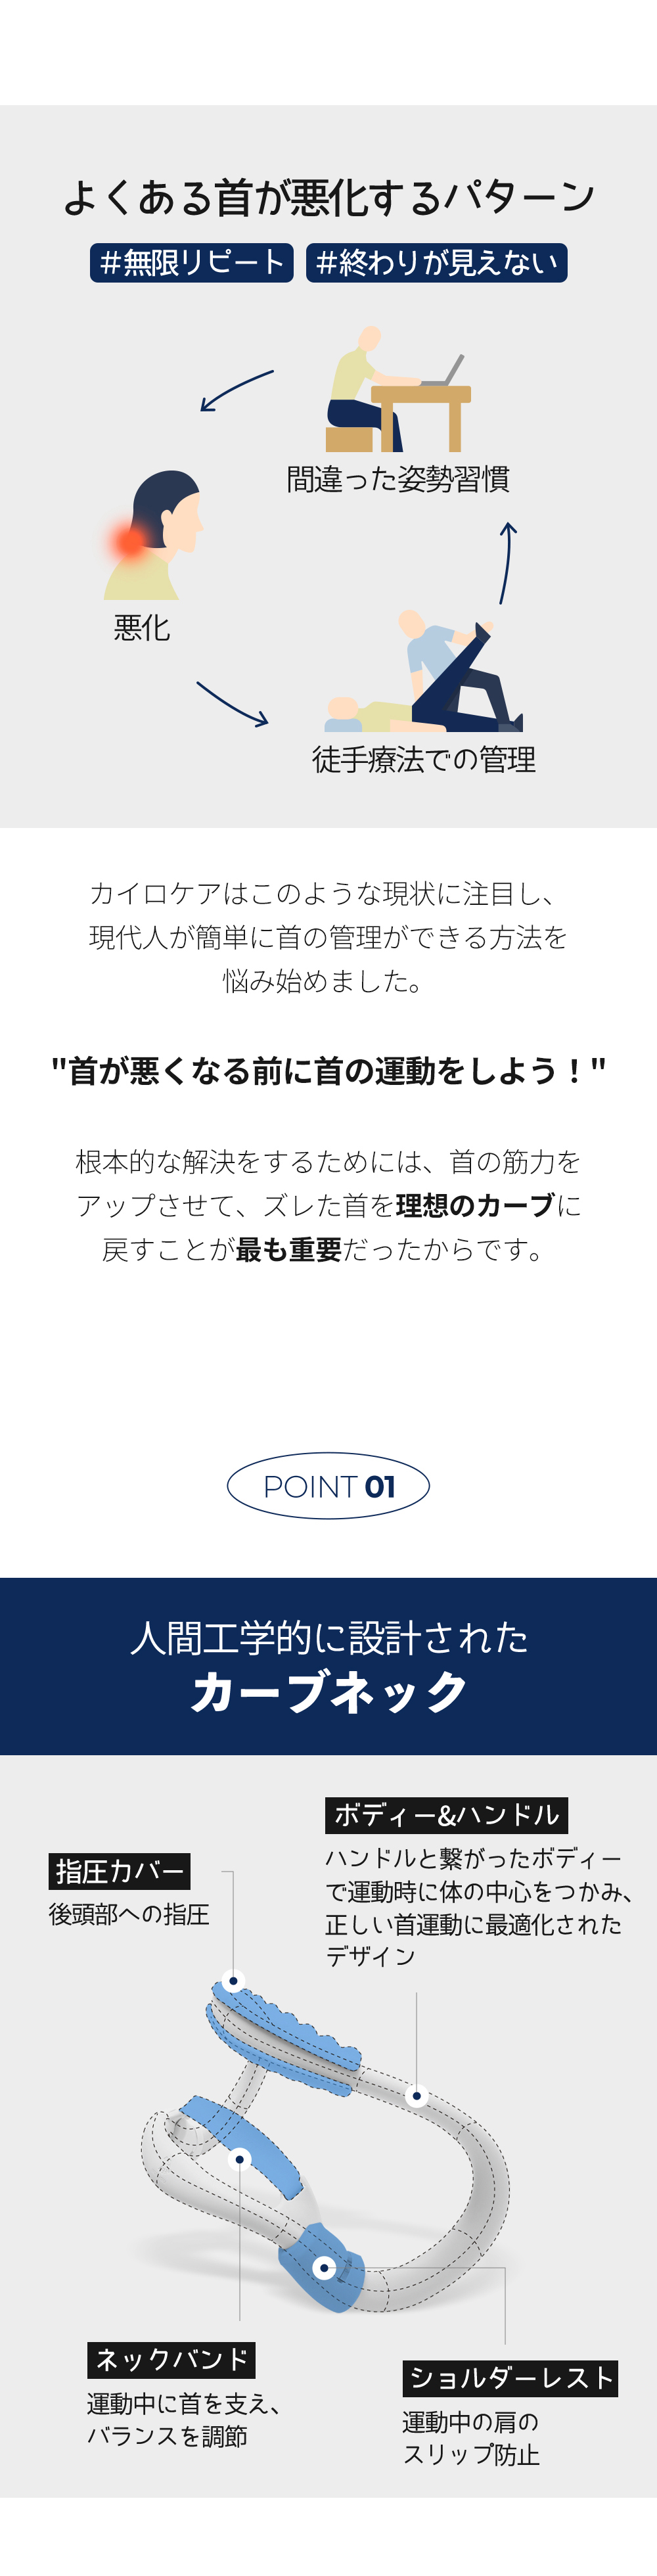 よくある首が悪化するパターン
#無限リピート #終わりが見えない
間違った姿勢習慣
悪化
徒手療法での管理
カイロケアはこのような現状に注目し、
現代人が簡単に首の管理ができる方法を
悩み始めました。
"首が悪くなる前に首の運動をしよう！"
根本的な解決をするためには、首の筋力を
アップさせて、ズレた首を理想のカーブに
戻すことが最も重要だったからです。
POINT 01
人間工学的に設計された
カーブネック
ボディー&ハンドル
ハンドルと繋がったボディー
で運動時に体の中心をつかみ、
正しい首運動に最適化された
デザイン
指圧カバー
後頭部への指圧
ネックバンド
運動中に首を支え、
バランスを調節
ショルダーレスト
運動中の肩の
スリップ防止